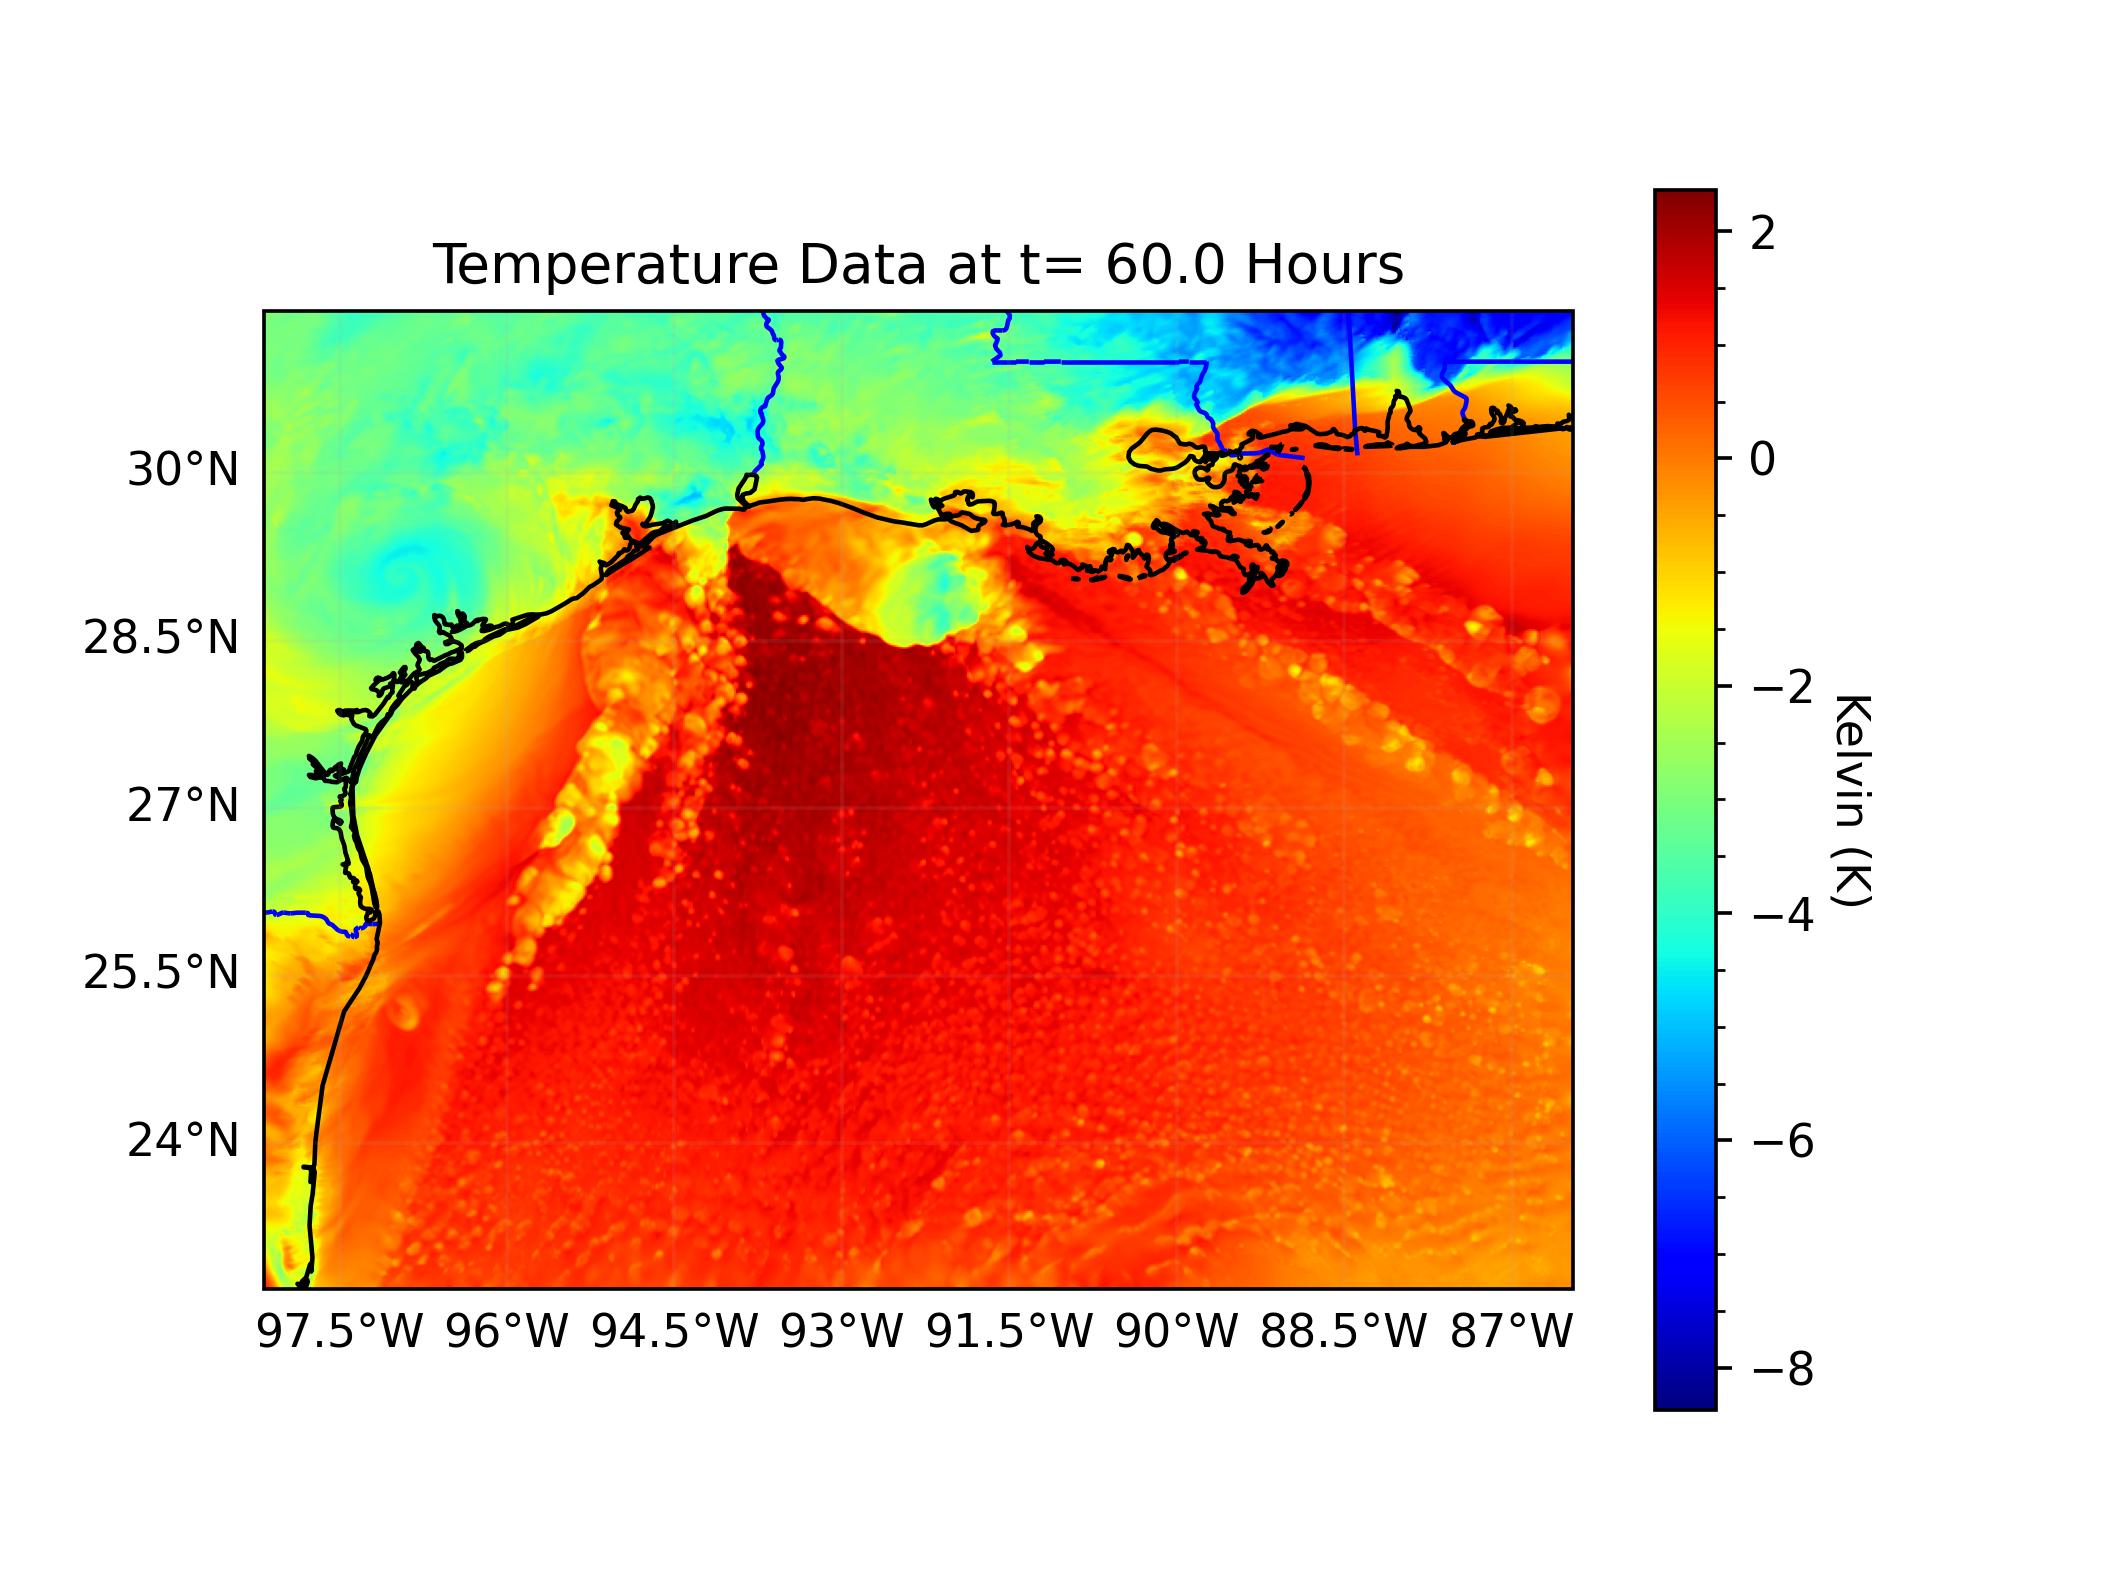 Temperature Data at t= 60.0 Hours
30°N
28.5°N
27°N
25.5°N
24°N
97.5°W 96°W 94.5°W 93°W 91.5°W 90°W 88.5°W 87°W
2
0
−2
−4
−6
−8
Kelvin (K)